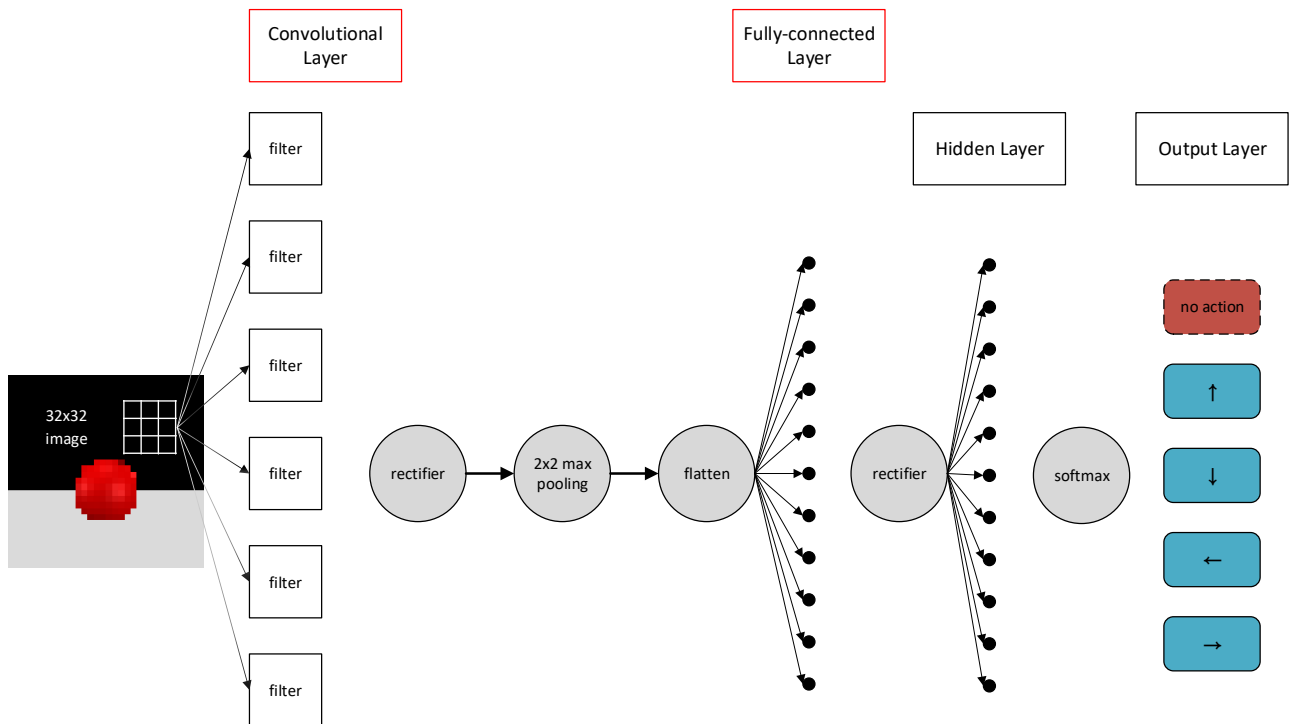 Convolutional
Layer
Fully-connected
Layer
Hidden Layer
Output Layer
filter
filter
filter
filter
filter
filter
32x32
image
rectifier
2x2 max
pooling
flatten
rectifier
softmax
no action
↑
↓
←
→